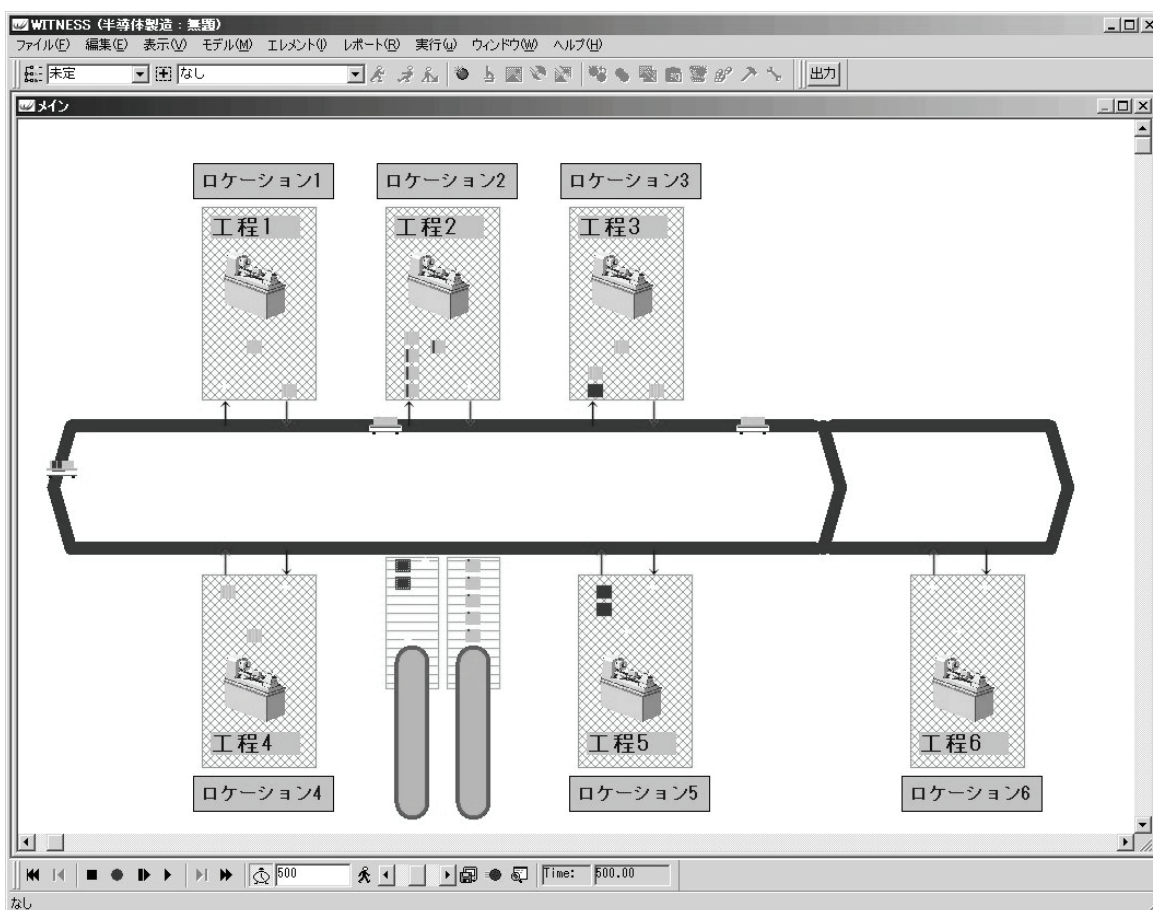 WITNESS (半導体製造:無題)
ファイル(F) 編集(E) 表示(V) モデル(M) エレメント(I) レポート(R) 実行(u) ウィンドウ(W) ヘルプ(H)
未定 なし 出力
メイン
ロケーション1 ロケーション2 ロケーション3
工程1 工程2 工程3
工程4 工程5 工程6
ロケーション4 ロケーション5 ロケーション6
500 Time: 500.00
なし